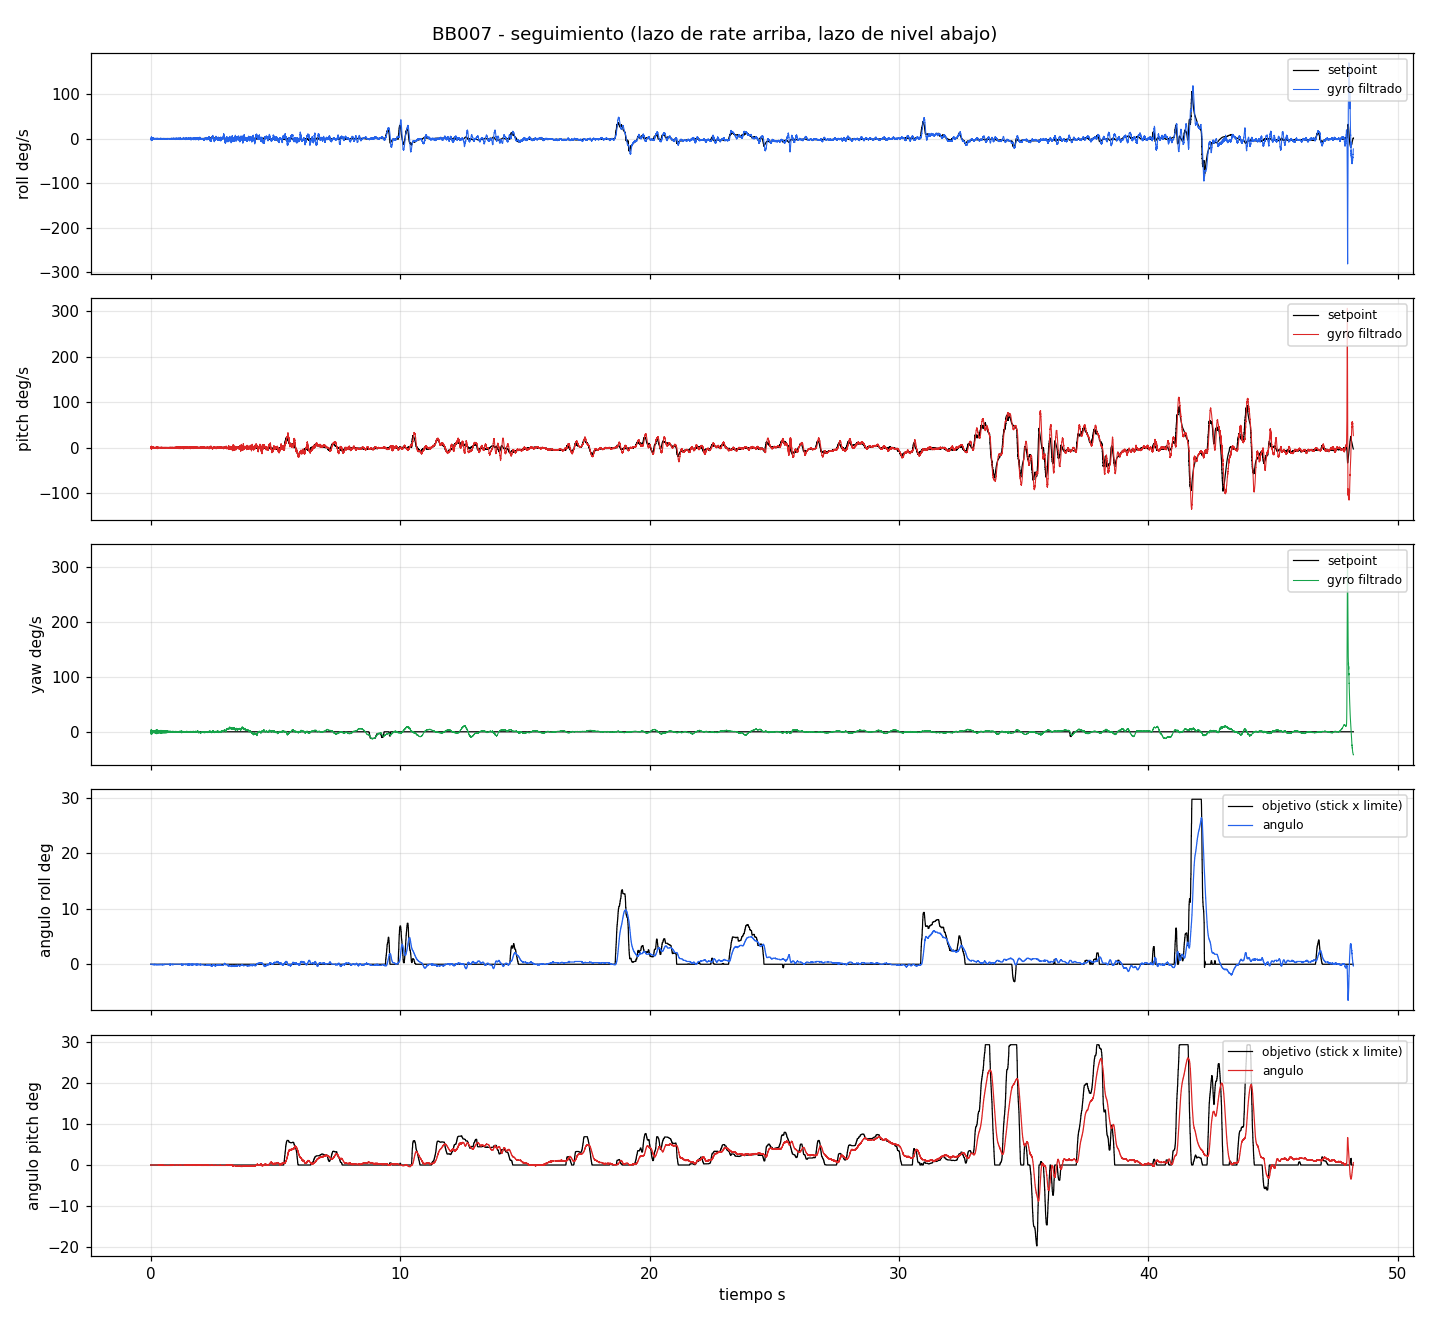 BB007 - seguimiento (lazo de rate arriba, lazo de nivel abajo)
roll deg/s
100
0
−100
−200
−300
setpoint
gyro filtrado
pitch deg/s
300
200
100
0
−100
setpoint
gyro filtrado
yaw deg/s
300
200
100
0
setpoint
gyro filtrado
angulo roll deg
30
20
10
0
objetivo (stick x limite)
angulo
angulo pitch deg
30
20
10
0
−10
−20
objetivo (stick x limite)
angulo
0
10
20
30
40
50
tiempo s